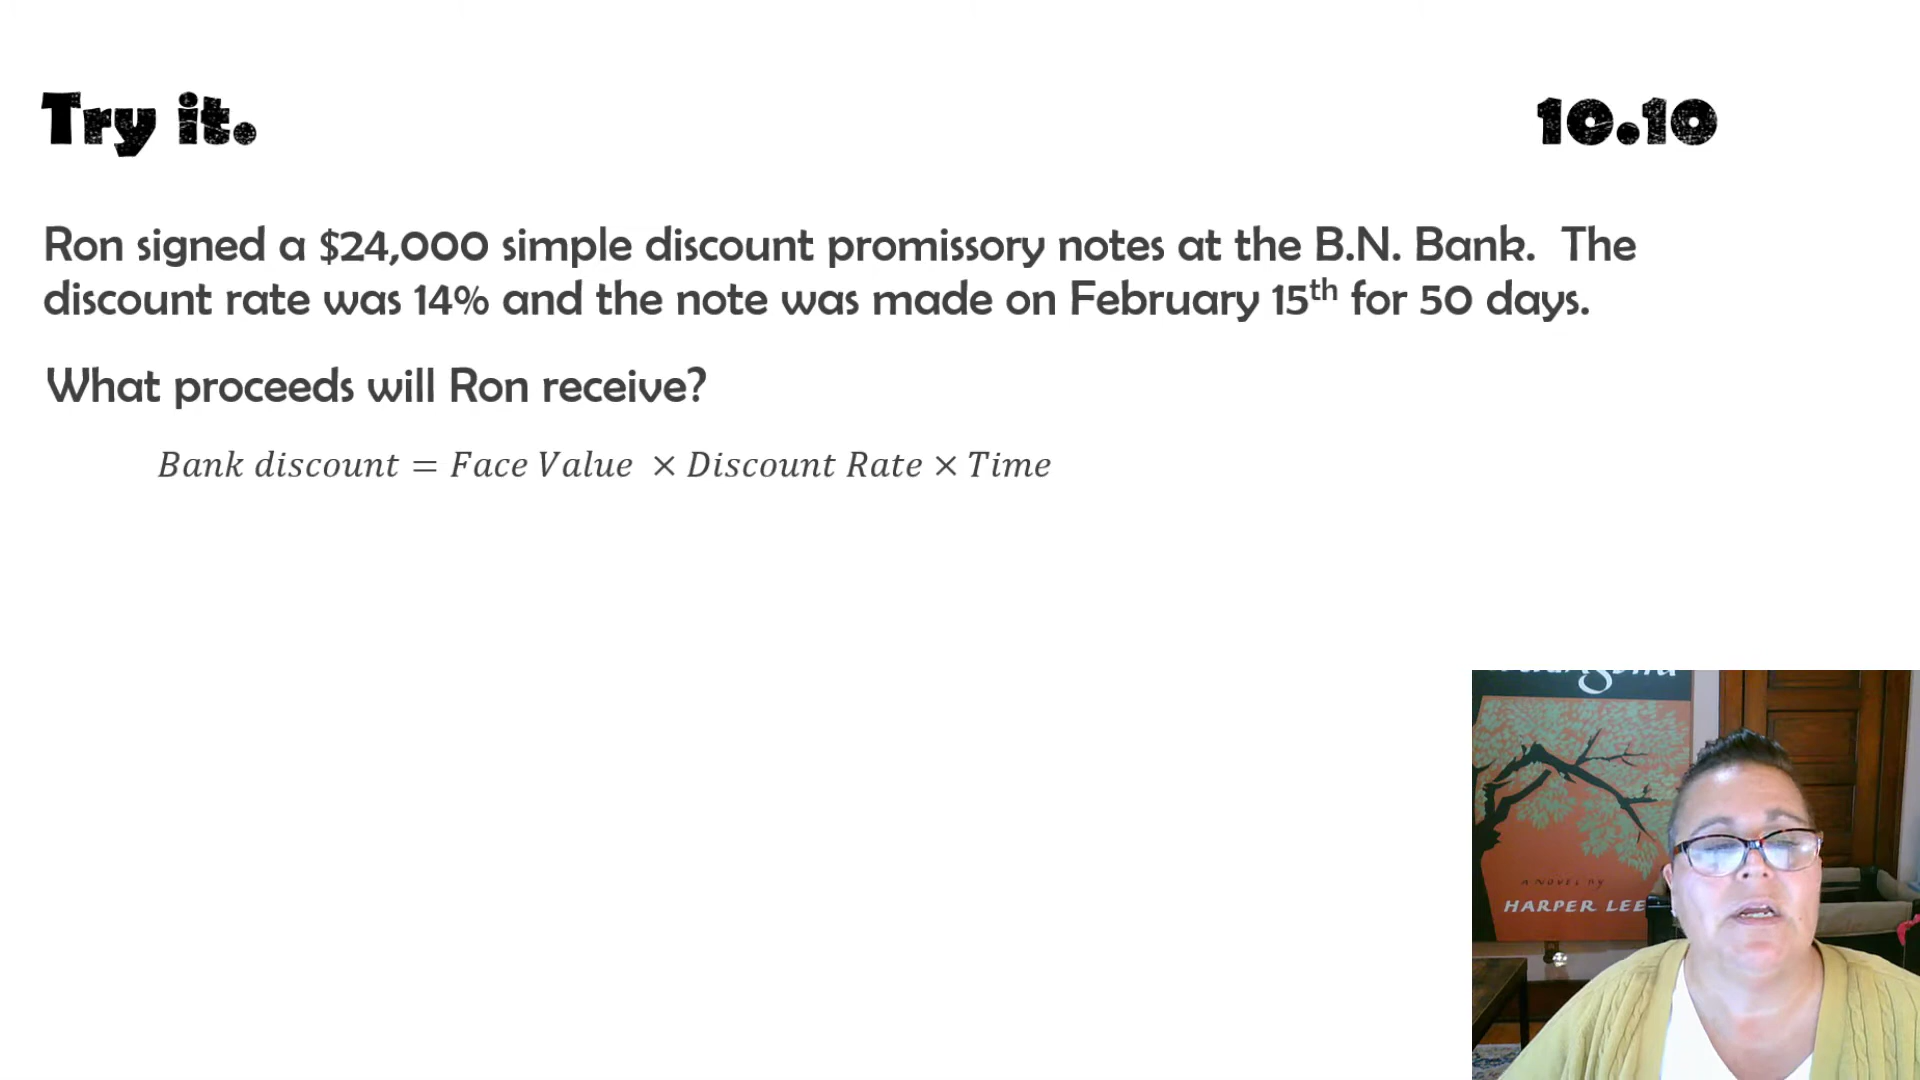 Try it.
10.10
Ron signed a $24,000 simple discount promissory notes at the B.N. Bank. The
discount rate was 14% and the note was made on February 15th for 50 days.
What proceeds will Ron receive?
Bank discount = Face Value × Discount Rate × Time
A NOVEL BY
HARPER LEE